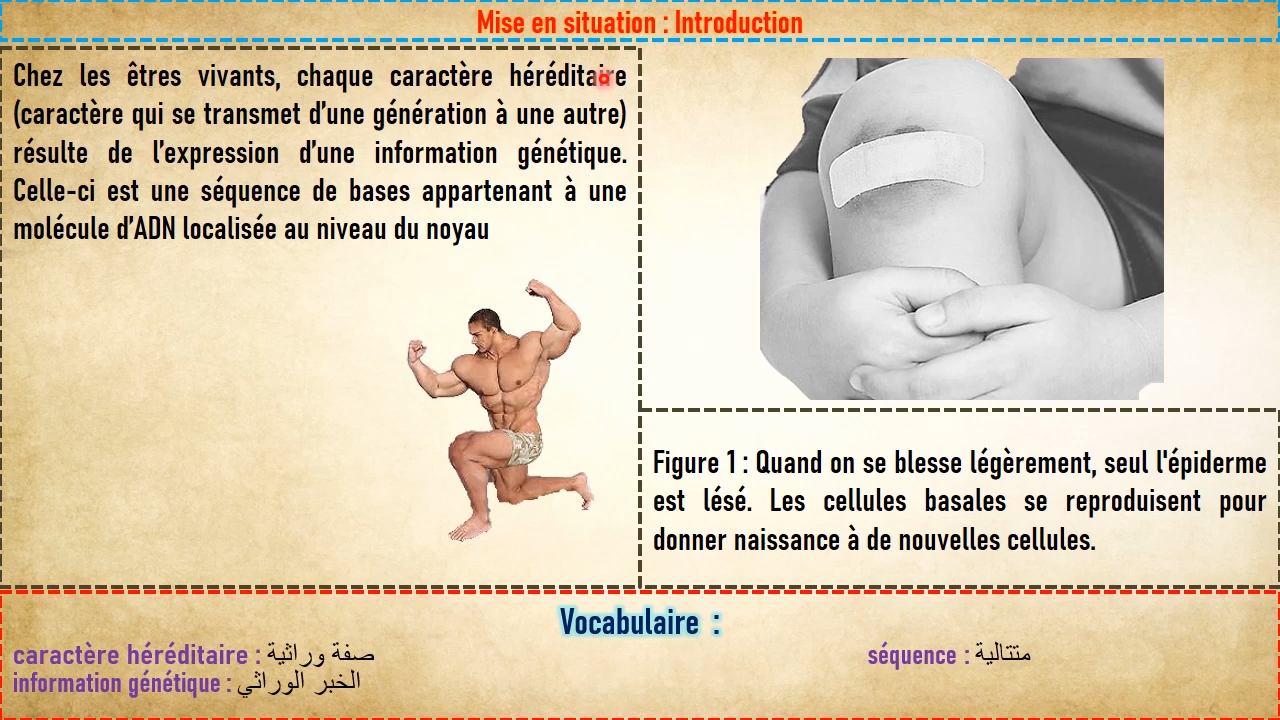 Mise en situation : Introduction
Chez les êtres vivants, chaque caractère héréditaire
(caractère qui se transmet d’une génération à une autre)
résulte de l’expression d’une information génétique.
Celle-ci est une séquence de bases appartenant à une
molécule d’ADN localisée au niveau du noyau
Figure 1 : Quand on se blesse légèrement, seul l'épiderme
est lésé. Les cellules basales se reproduisent pour
donner naissance à de nouvelles cellules.
Vocabulaire :
caractère héréditaire : صفة وراثية
séquence : متتالية
information génétique : الخبر الوراثي